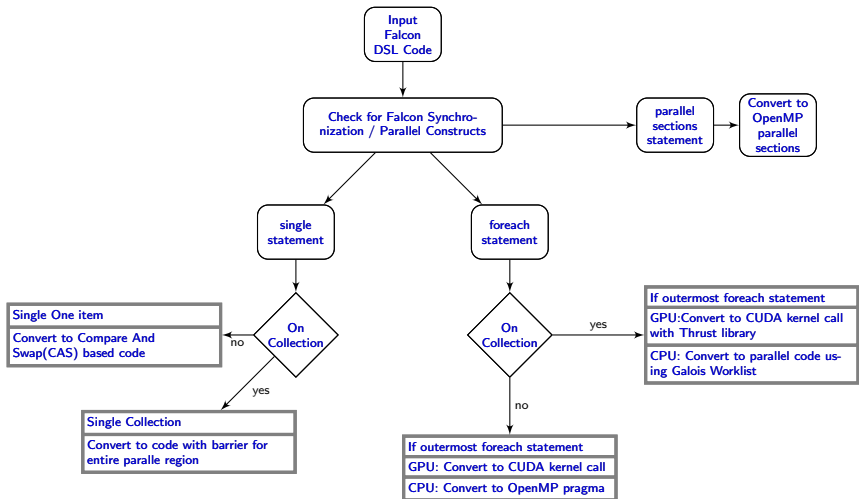 Input
Falcon
DSL Code
Check for Falcon Synchro-
nization / Parallel Constructs
parallel
sections
statement
Convert to
OpenMP
parallel
sections
single
statement
foreach
statement
On
Collection
no
yes
Single One item
Convert to Compare And
Swap(CAS) based code
Single Collection
Convert to code with barrier for
entire paralle region
On
Collection
yes
no
If outermost foreach statement
GPU:Convert to CUDA kernel call
with Thrust library
CPU: Convert to parallel code us-
ing Galois Worklist
If outermost foreach statement
GPU: Convert to CUDA kernel call
CPU: Convert to OpenMP pragma